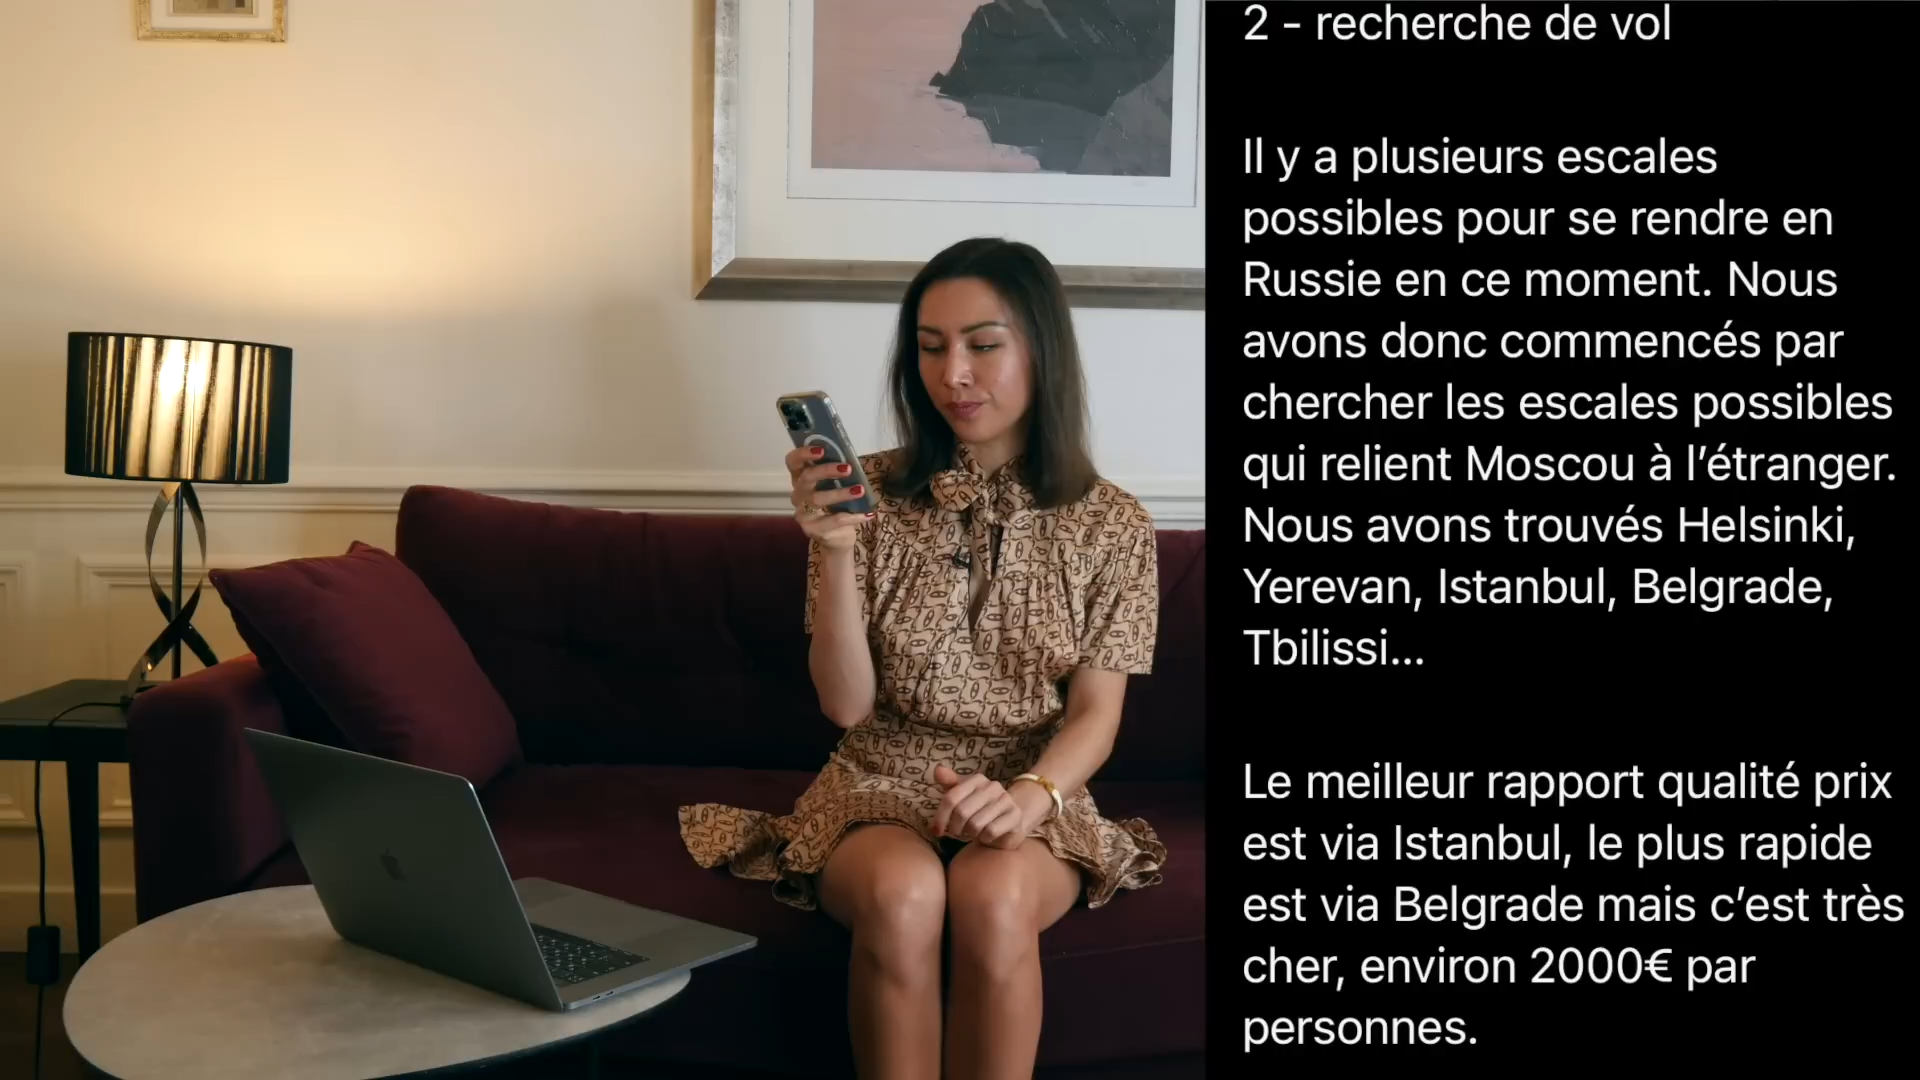 2 - recherche de vol
Il y a plusieurs escales
possibles pour se rendre en
Russie en ce moment. Nous
avons donc commencés par
chercher les escales possibles
qui relient Moscou à l’étranger.
Nous avons trouvés Helsinki,
Yerevan, Istanbul, Belgrade,
Tbilissi...
Le meilleur rapport qualité prix
est via Istanbul, le plus rapide
est via Belgrade mais c’est très
cher, environ 2000€ par
personnes.